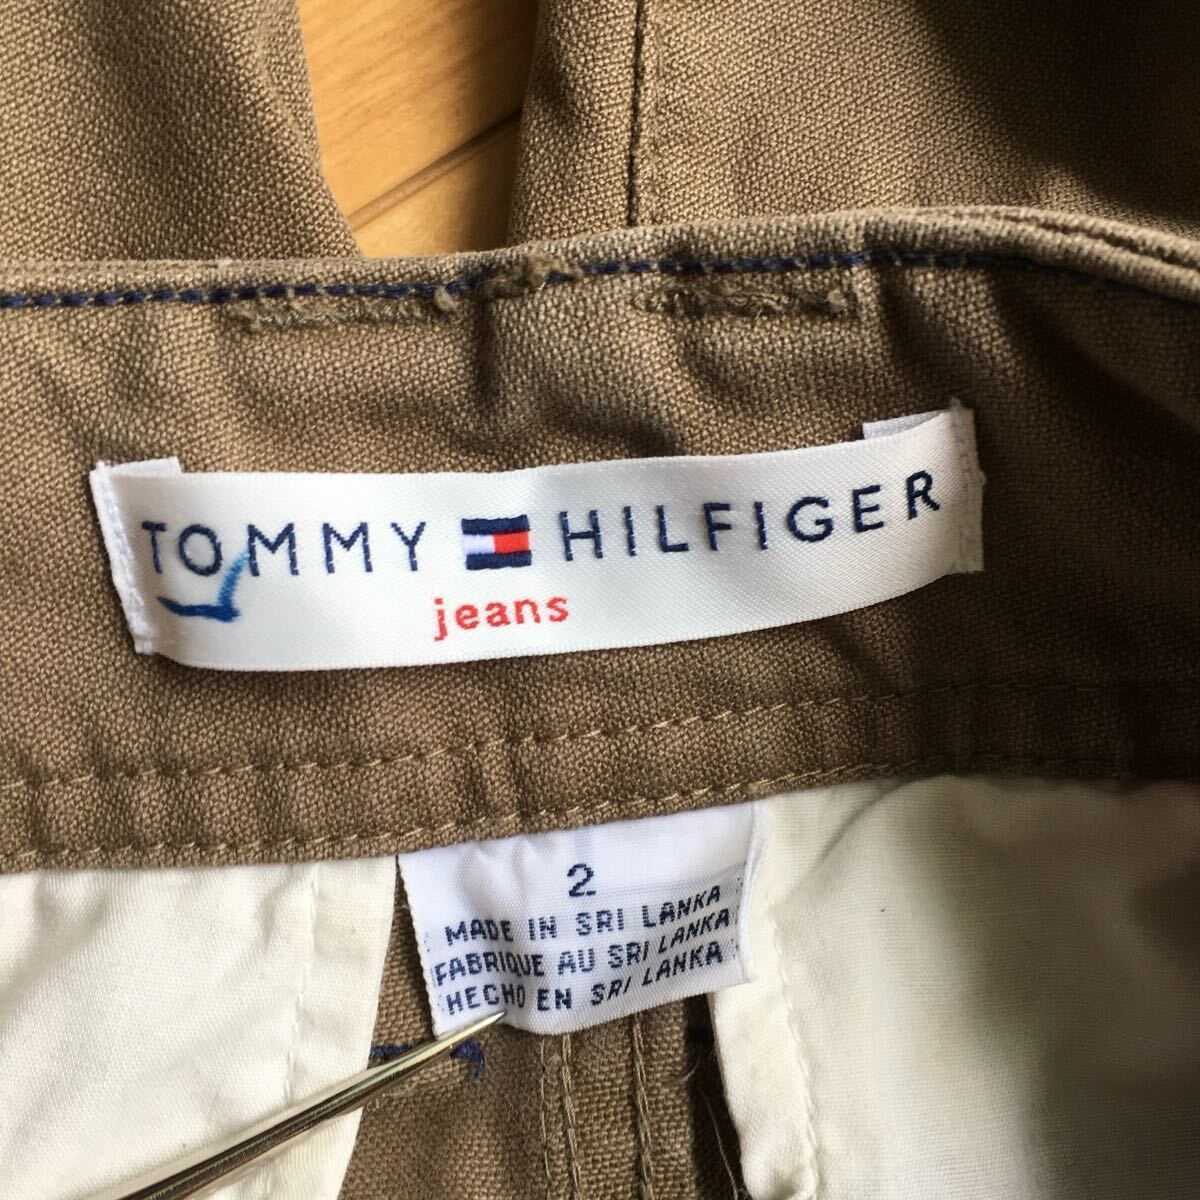 TOMMY HILFIGER
jeans
2
MADE IN SRI LANKA
FABRIQUE AU SRI LANKA
HECHO EN SRI LANKA